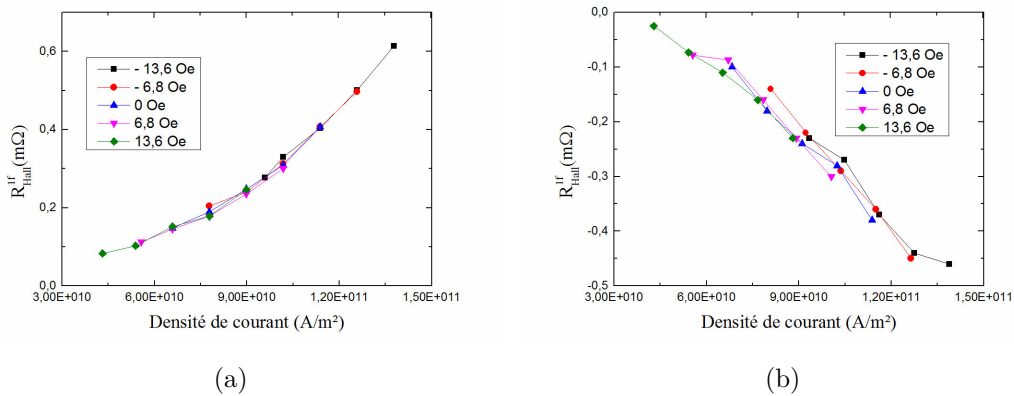 0,6
0,4
0,2
0,0
R^{1f}_{Hall}(mΩ)
- 13,6 Oe
- 6,8 Oe
0 Oe
6,8 Oe
13,6 Oe
3,00E+010 6,00E+010 9,00E+010 1,20E+011 1,50E+011
Densité de courant (A/m²)
(a)
0,0
-0,1
-0,2
-0,3
-0,4
-0,5
R^{1f}_{Hall}(mΩ)
- 13,6 Oe
- 6,8 Oe
0 Oe
6,8 Oe
13,6 Oe
3,00E+010 6,00E+010 9,00E+010 1,20E+011 1,50E+011
Densité de courant (A/m²)
(b)